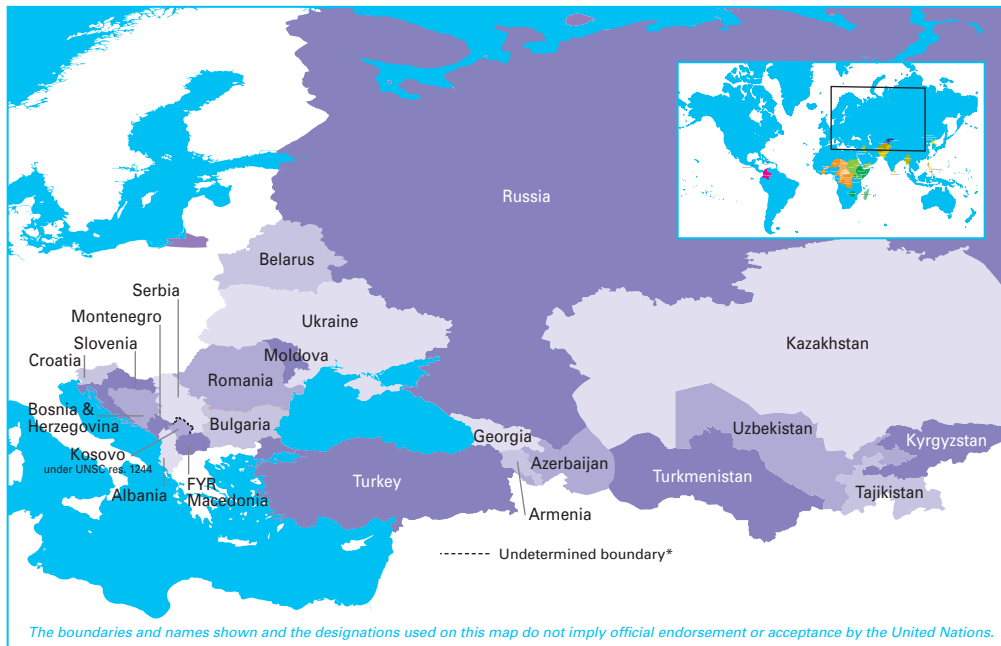 Russia
Belarus
Serbia
Ukraine
Montenegro
Slovenia
Moldova
Kazakhstan
Croatia
Romania
Bosnia &
Herzegovina
Bulgaria
Uzbekistan
Georgia
Kyrgyzstan
Kosovo
under UNSC res. 1244
Azerbaijan
Turkey
Turkmenistan
Albania
FYR
Macedonia
Tajikistan
Armenia
Undetermined boundary*
The boundaries and names shown and the designations used on this map do not imply official endorsement or acceptance by the United Nations.